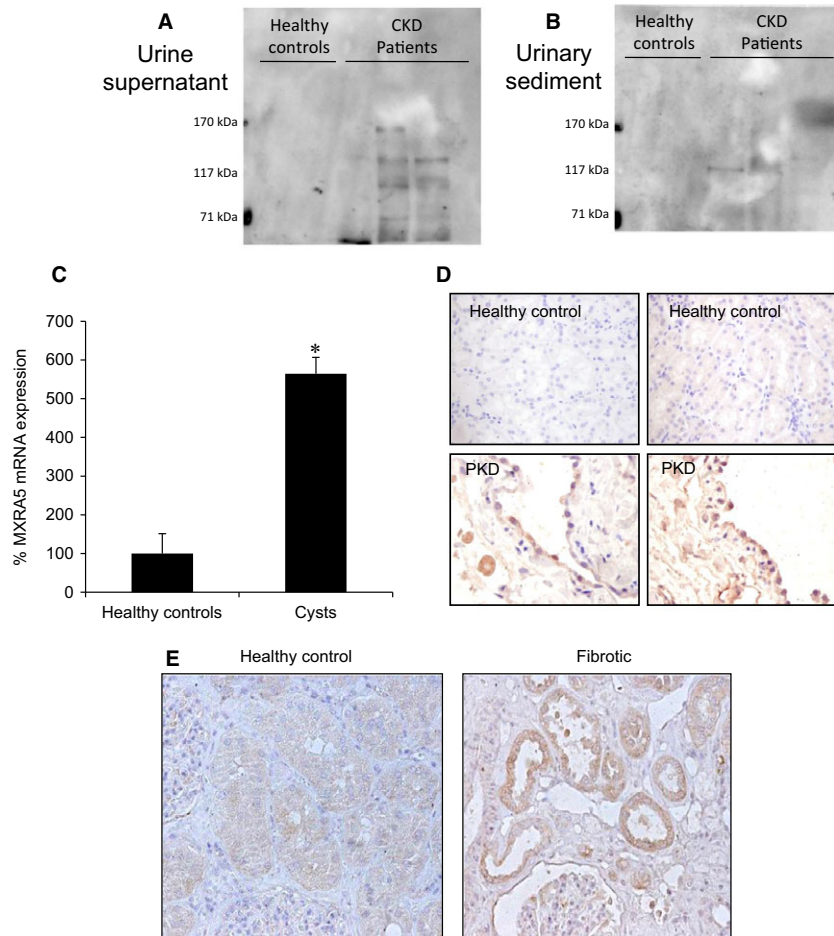 A
Urine
supernatant
Healthy
controls
CKD
Patients
170 kDa
117 kDa
71 kDa
B
Urinary
sediment
Healthy
controls
CKD
Patients
170 kDa
117 kDa
71 kDa
C
% MXRA5 mRNA expression
700
600
500
400
300
200
100
0
*
Healthy controls
Cysts
D
Healthy control
Healthy control
PKD
PKD
E
Healthy control
Fibrotic